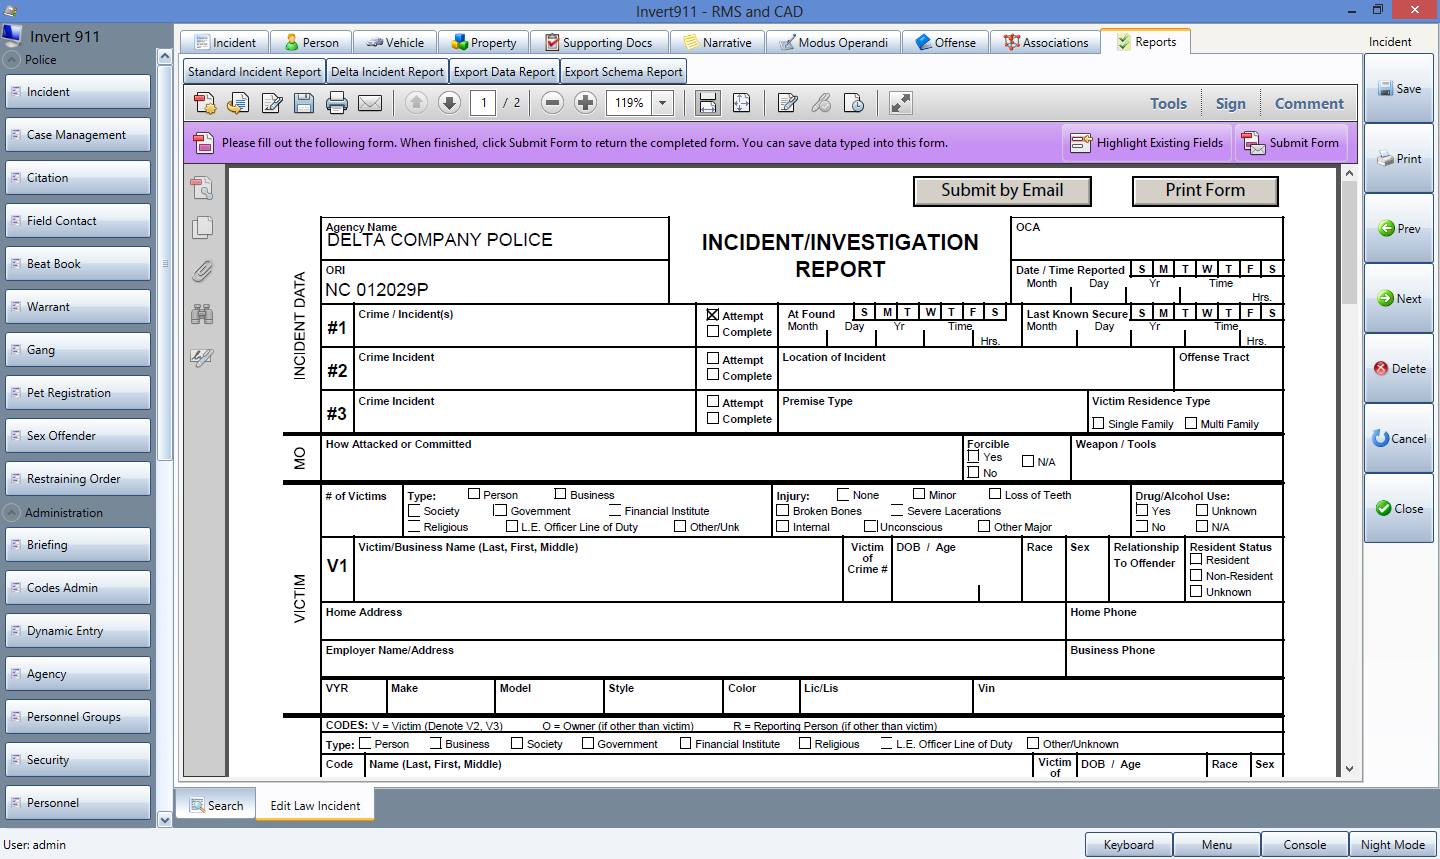 Invert911 - RMS and CAD
Invert 911
Police
Incident
Case Management
Citation
Field Contact
Beat Book
Warrant
Gang
Pet Registration
Sex Offender
Restraining Order
Administration
Briefing
Codes Admin
Dynamic Entry
Agency
Personnel Groups
Security
Personnel
Incident Person Vehicle Property Supporting Docs Narrative Modus Operandi Offense Associations Reports
Standard Incident Report Delta Incident Report Export Data Report Export Schema Report
1 / 2 119% Tools Sign Comment
Please fill out the following form. When finished, click Submit Form to return the completed form. You can save data typed into this form. Highlight Existing Fields Submit Form
Submit by Email Print Form
INCIDENT DATA
Agency Name
DELTA COMPANY POLICE
ORI
NC 012029P
INCIDENT/INVESTIGATION
REPORT
OCA
Date / Time Reported S M T W T F S
Month Day Yr Time
Hrs.
#1 Crime / Incident(s) Attempt
Complete
At Found S M T W T F S
Month Day Yr Time
Hrs.
Last Known Secure S M T W T F S
Month Day Yr Time
Hrs.
#2 Crime Incident Attempt
Complete
Location of Incident Offense Tract
#3 Crime Incident Attempt
Complete
Premise Type Victim Residence Type
Single Family Multi Family
MO
How Attacked or Committed Forcible
Yes
No
N/A
Weapon / Tools
VICTIM
# of Victims Type: Person Business
Society Government Financial Institute
Religious L.E. Officer Line of Duty Other/Unk
Injury: None Minor Loss of Teeth
Broken Bones Severe Lacerations
Internal Unconscious Other Major
Drug/Alcohol Use:
Yes Unknown
No N/A
V1 Victim/Business Name (Last, First, Middle) Victim
of
Crime #
DOB / Age Race Sex Relationship
To Offender
Resident Status
Resident
Non-Resident
Unknown
Home Address Home Phone
Employer Name/Address Business Phone
VYR Make Model Style Color Lic/Lis Vin
CODES: V = Victim (Denote V2, V3) O = Owner (if other than victim) R = Reporting Person (if other than victim)
Type: Person Business Society Government Financial Institute Religious L.E. Officer Line of Duty Other/Unknown
Code Name (Last, First, Middle) Victim
of
DOB / Age Race Sex
Incident
Save
Print
Prev
Next
Delete
Cancel
Close
Search Edit Law Incident
User: admin Keyboard Menu Console Night Mode